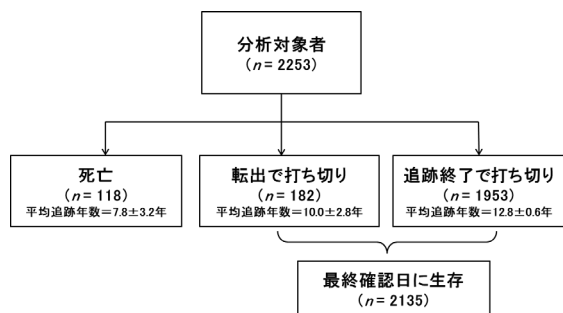 分析対象者
(n = 2253)
死亡
(n = 118)
平均追跡年数＝7.8±3.2年
転出で打ち切り
(n = 182)
平均追跡年数＝10.0±2.8年
追跡終了で打ち切り
(n = 1953)
平均追跡年数＝12.8±0.6年
最終確認日に生存
(n = 2135)